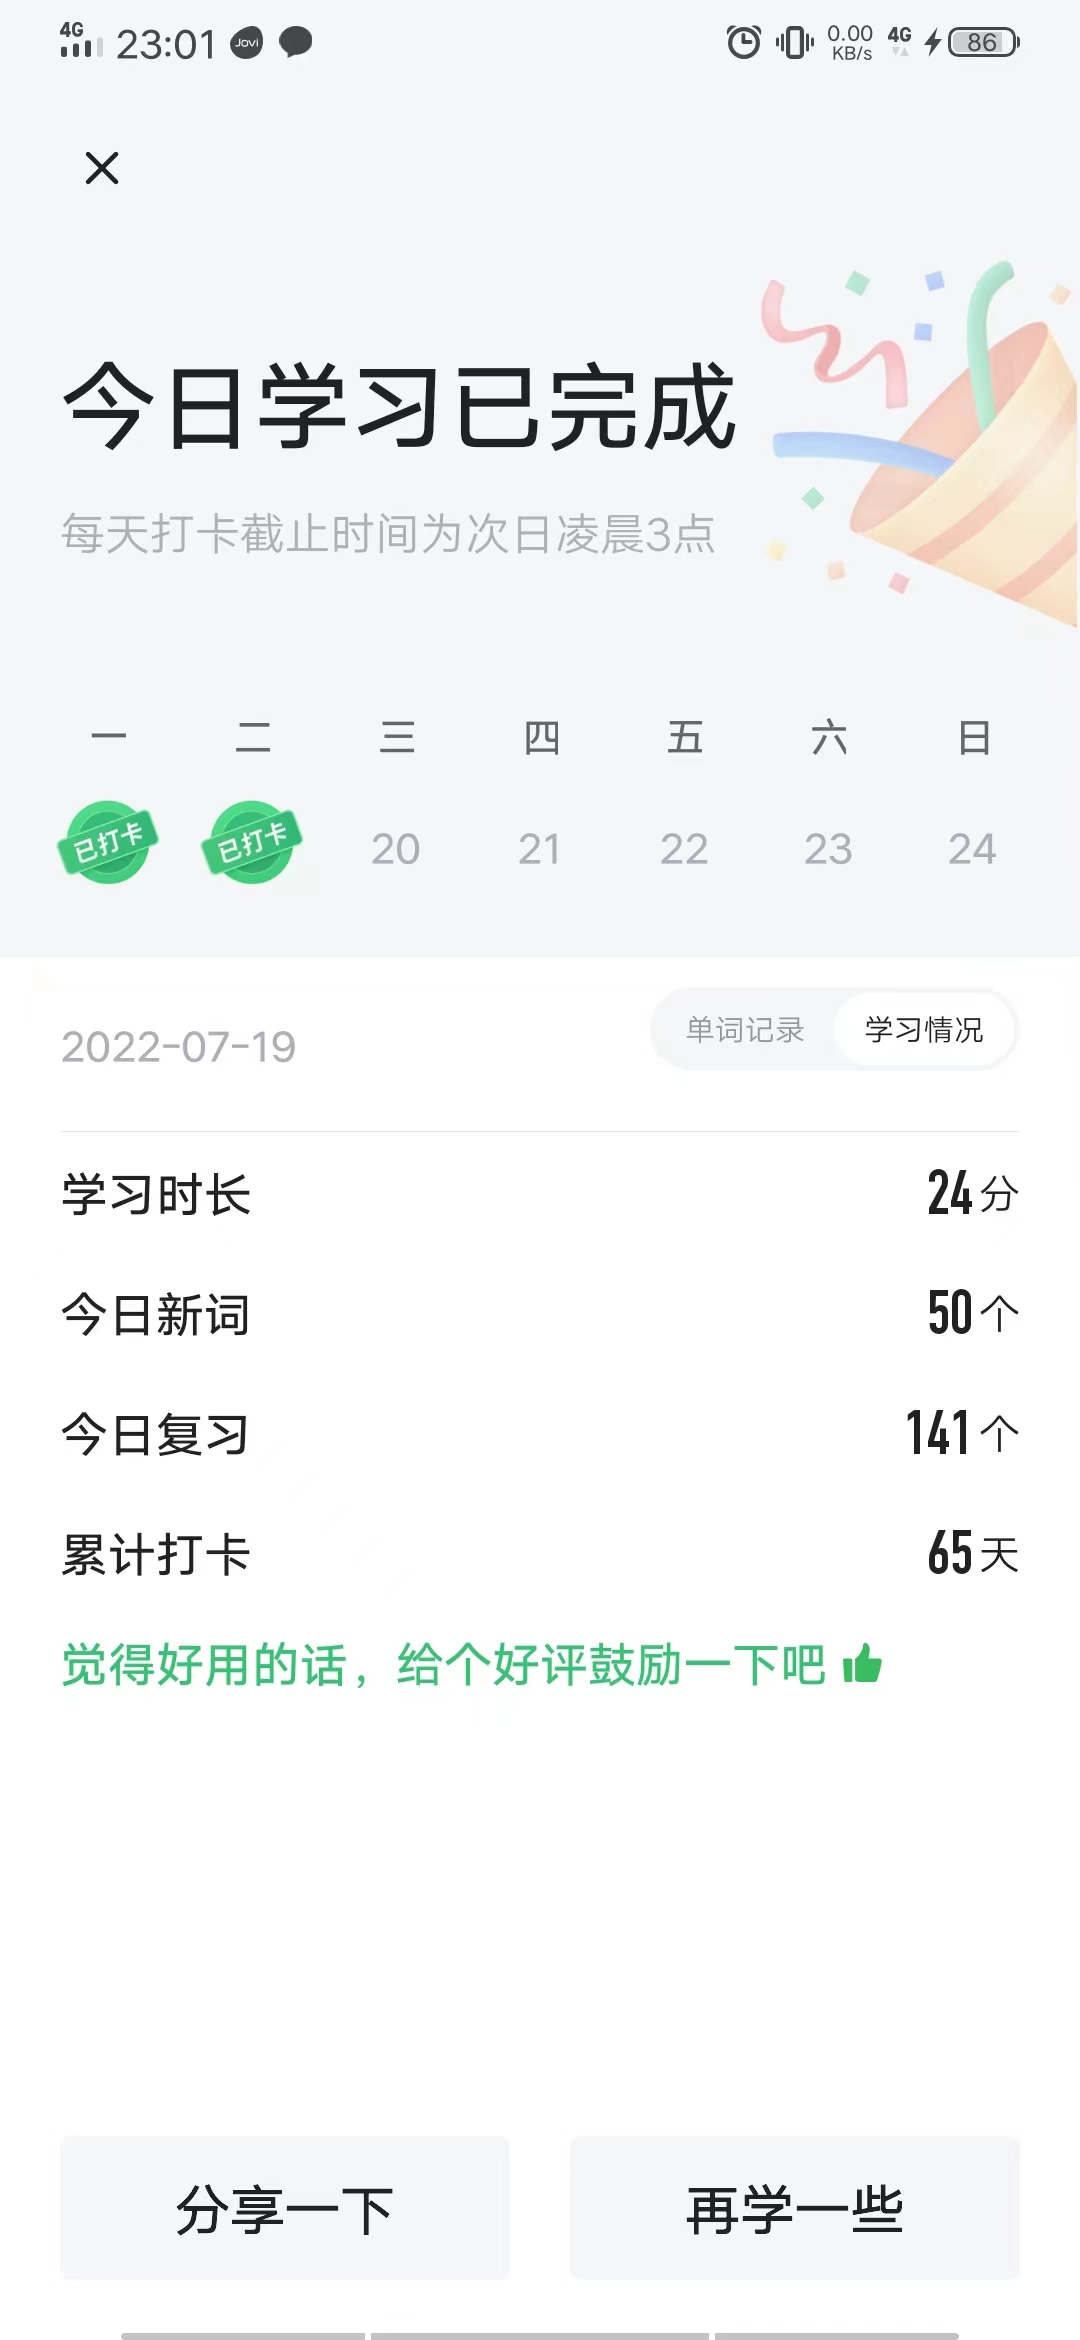 4G 23:01 Jovi 0.00 KB/s 4G 86
今日学习已完成
每天打卡截止时间为次日凌晨3点
一 二 三 四 五 六 日
已打卡 已打卡 20 21 22 23 24
2022-07-19 单词记录 学习情况
学习时长 24分
今日新词 50个
今日复习 141个
累计打卡 65天
觉得好用的话，给个好评鼓励一下吧
分享一下 再学一些